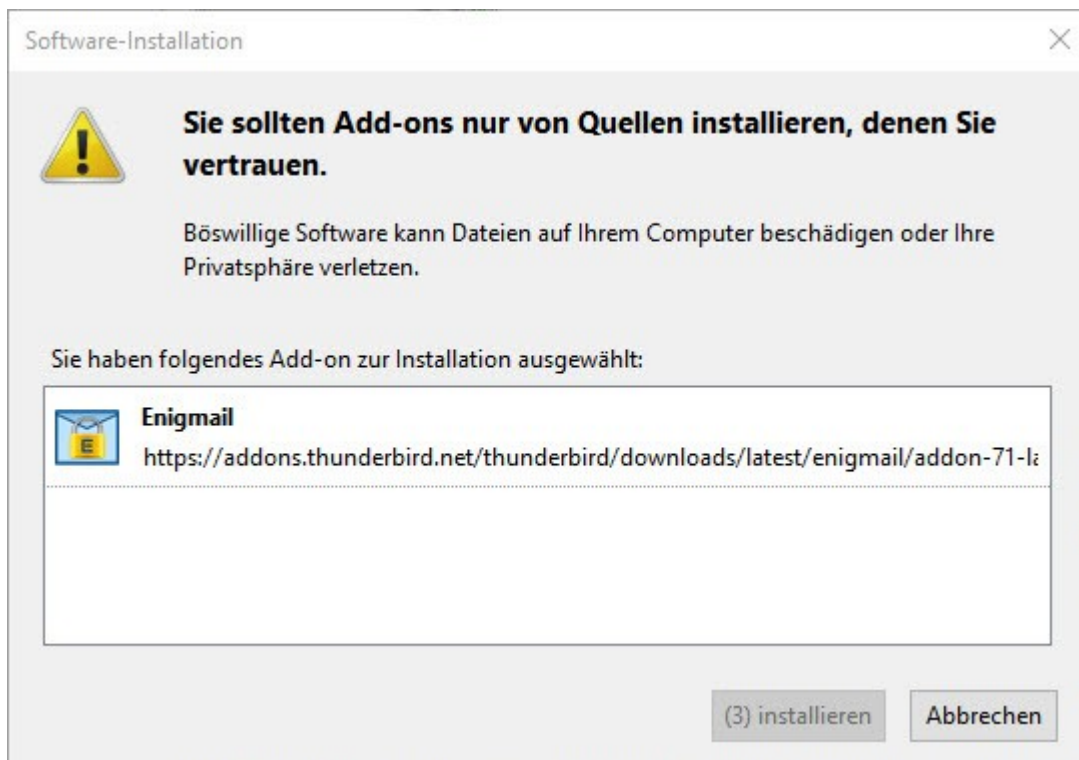 Software-Installation
Sie sollten Add-ons nur von Quellen installieren, denen Sie
vertrauen.
Böswillige Software kann Dateien auf Ihrem Computer beschädigen oder Ihre
Privatsphäre verletzen.
Sie haben folgendes Add-on zur Installation ausgewählt:
Enigmail
E
https://addons.thunderbird.net/thunderbird/downloads/latest/enigmail/addon-71-la
(3) installieren
Abbrechen